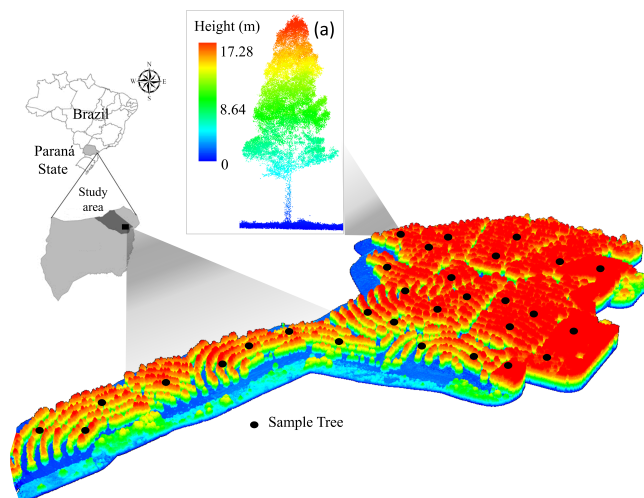 Height (m)
(a)
17.28
8.64
0
N
W E
S
Brazil
Paraná
State
Study
area
Sample Tree